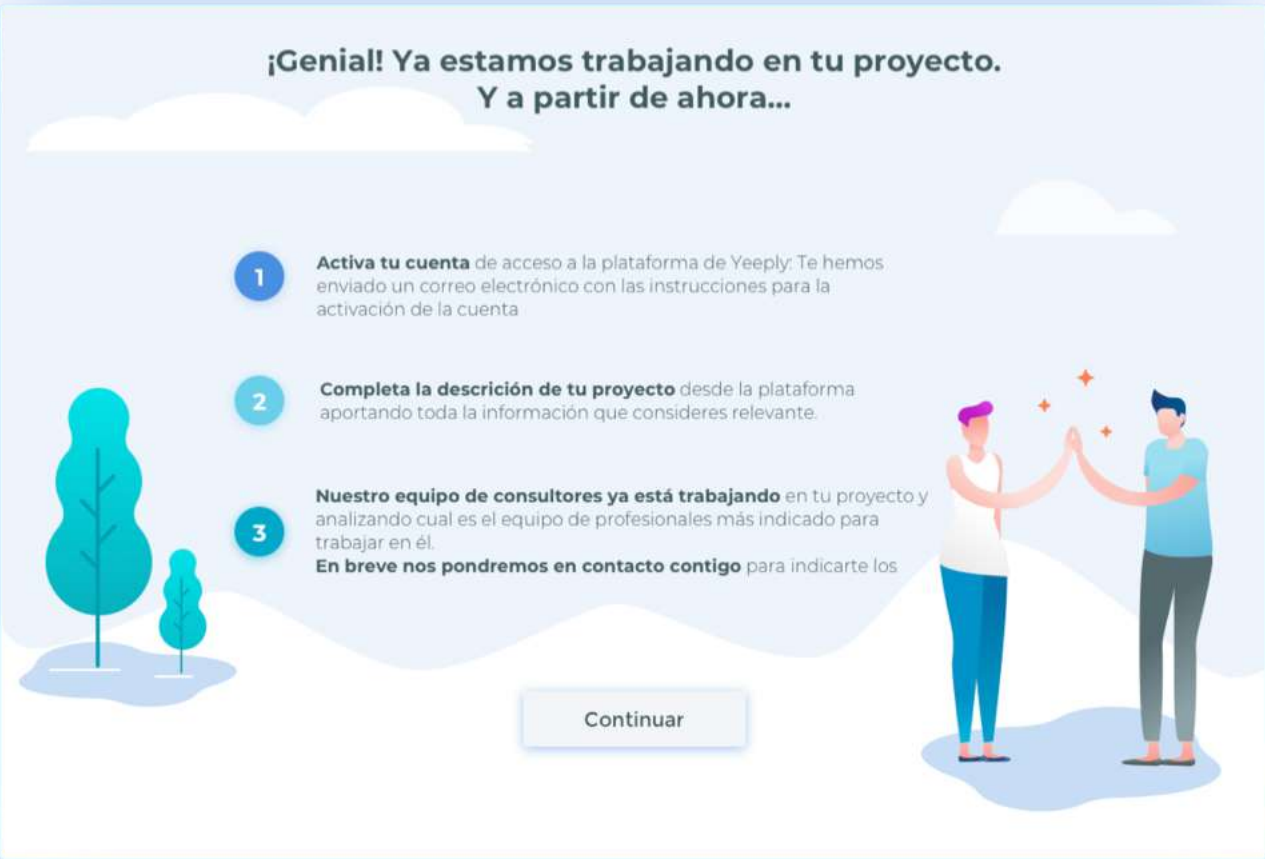 ¡Genial! Ya estamos trabajando en tu proyecto.
Y a partir de ahora...
1
Activa tu cuenta de acceso a la plataforma de Yeeply: Te hemos
enviado un correo electrónico con las instrucciones para la
activación de la cuenta
2
Completa la descrición de tu proyecto desde la plataforma
aportando toda la información que consideres relevante.
3
Nuestro equipo de consultores ya está trabajando en tu proyecto y
analizando cual es el equipo de profesionales más indicado para
trabajar en él.
En breve nos pondremos en contacto contigo para indicarte los
Continuar